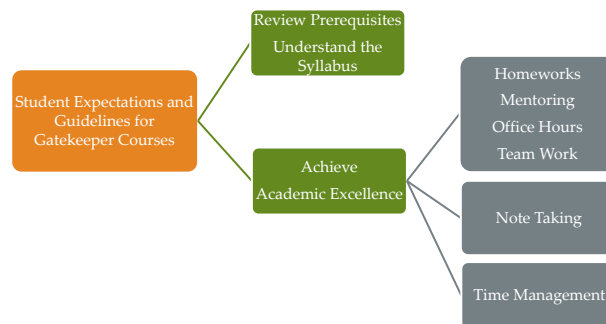 Student Expectations and
Guidelines for
Gatekeeper Courses
Review Prerequisites
Understand the
Syllabus
Achieve
Academic Excellence
Homeworks
Mentoring
Office Hours
Team Work
Note Taking
Time Management